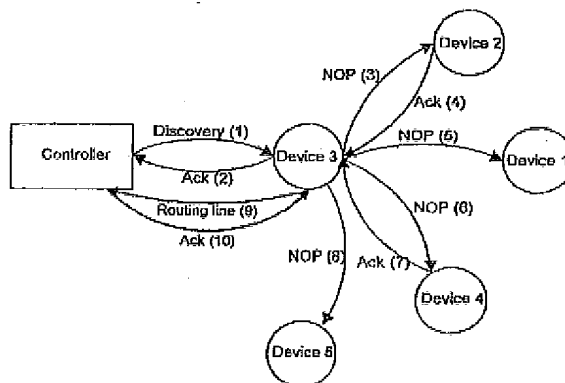 Device 2
NOP (3)
Ack (4)
Discovery (1)
NOP (5)
Controller
Device 3
Device 1
Ack (2)
Routing line (9)
NOP (6)
Ack (10)
NOP (8)
Ack (7)
Device 4
Device 5